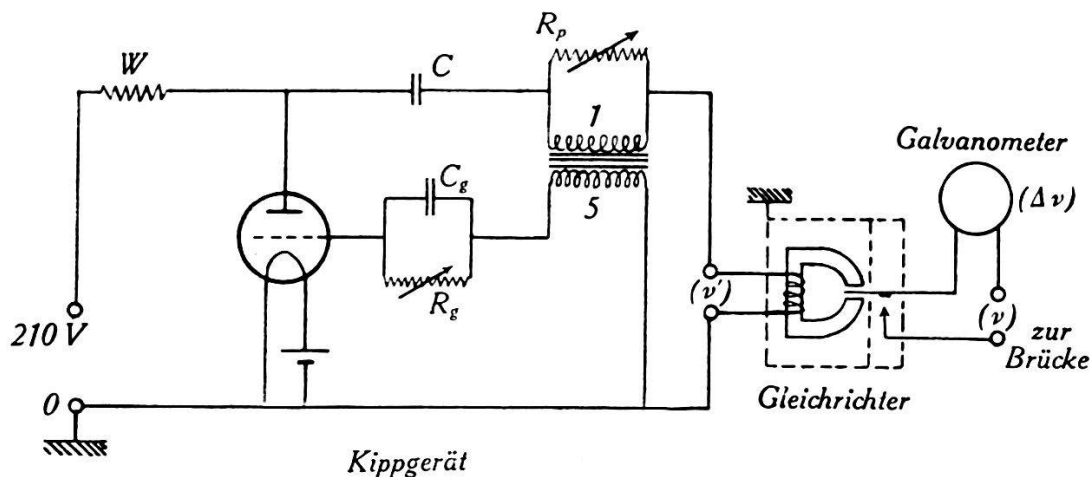 R_p
W
C
1
Galvanometer
C_g
5
(Δν)
(ν')
R_g
(ν)
210 V
zur
Brücke
Gleichrichter
0
Kippgerät